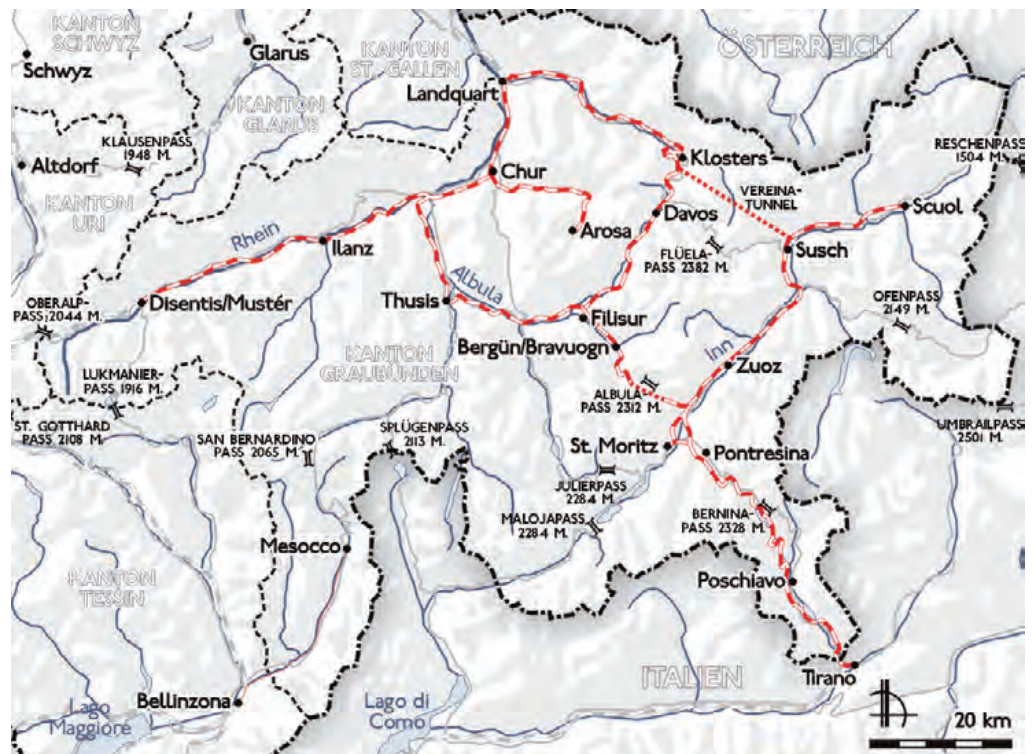 KANTON
SCHWYZ
Glarus
KANTON
ST. GALLEN
ÖSTERREICH
Schwyz
Landquart
KANTON
GLARUS
KLAUSENPASS
1948 M.
Altdorf
KANTON
URI
Klosters
RESCHENPASS
1504 M.
Chur
VEREINA-
TUNNEL
Scuol
Davos
Arosa
Rhein
Ilanz
FLÜELA-
PASS 2382 M.
Susch
Albula
OBERALP-
PASS 2044 M.
Disentis/Mustér
Thusis
Filisur
OFENPASS
2149 M.
Bergün/Bravuogn
Inn
Zuoz
KANTON
GRAUBÜNDEN
LUKMANIER-
PASS 1916 M.
ALBULA-
PASS 2312 M.
ST. GOTTHARD
PASS 2108 M.
SAN BERNARDINO
PASS 2065 M.
SPLÜGENPASS
2113 M.
UMBRAILPASS
2501 M.
St. Moritz
Pontresina
JULIERPASS
2284 M.
MALOJAPASS
2284 M.
BERNINA-
PASS 2328 M.
Mesocco
KANTON
TESSIN
Poschiavo
ITALIEN
Tirano
Bellinzona
Lago
Maggiore
Lago di
Como
20 km